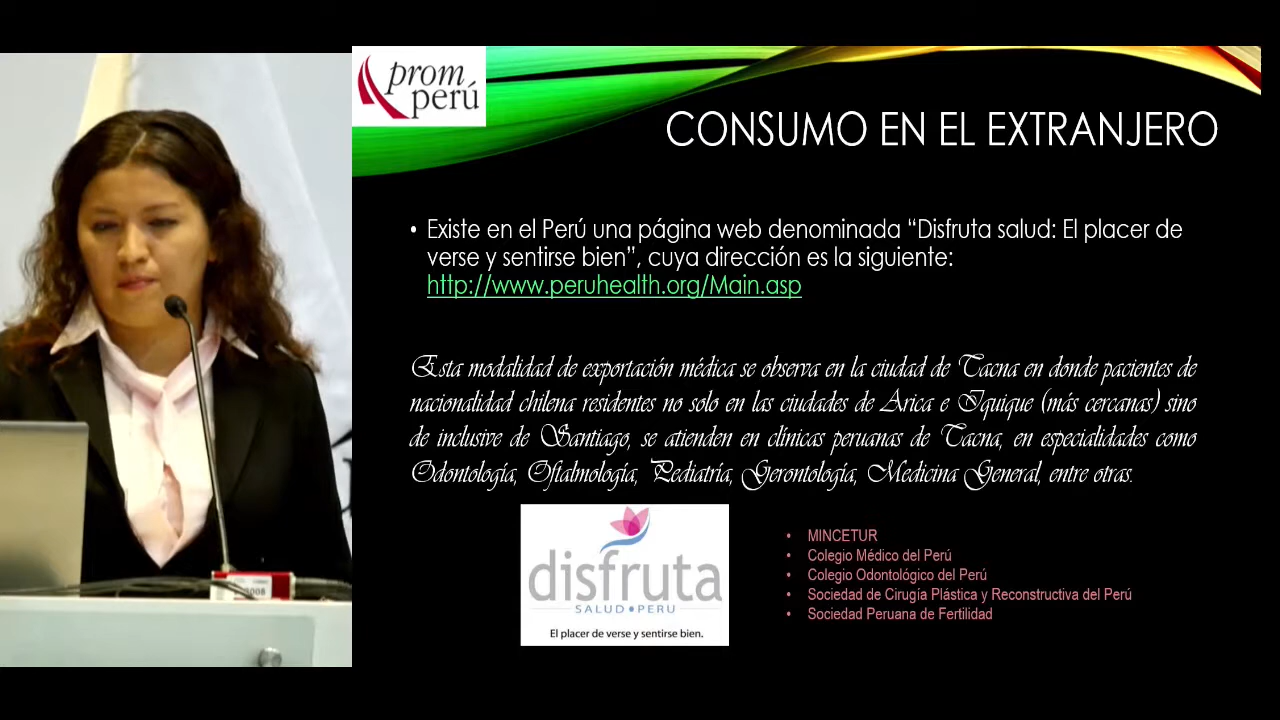 prom
perú
CONSUMO EN EL EXTRANJERO
• Existe en el Perú una página web denominada “Disfruta salud: El placer de
verse y sentirse bien”, cuya dirección es la siguiente:
http://www.peruhealth.org/Main.asp
Esta modalidad de exportación médica se observa en la ciudad de Tacna en donde pacientes de
nacionalidad chilena residentes no sólo en las ciudades de Arica e Iquique (más cercanas) sino
de inclusive de Santiago, se atienden en clínicas peruanas de Tacna, en especialidades como
Odontología, Oftalmología, Pediatría, Gerontología, Medicina General, entre otras.
disfruta
SALUD•PERU
El placer de verse y sentirse bien.
• MINCETUR
• Colegio Médico del Perú
• Colegio Odontológico del Perú
• Sociedad de Cirugía Plástica y Reconstructiva del Perú
• Sociedad Peruana de Fertilidad